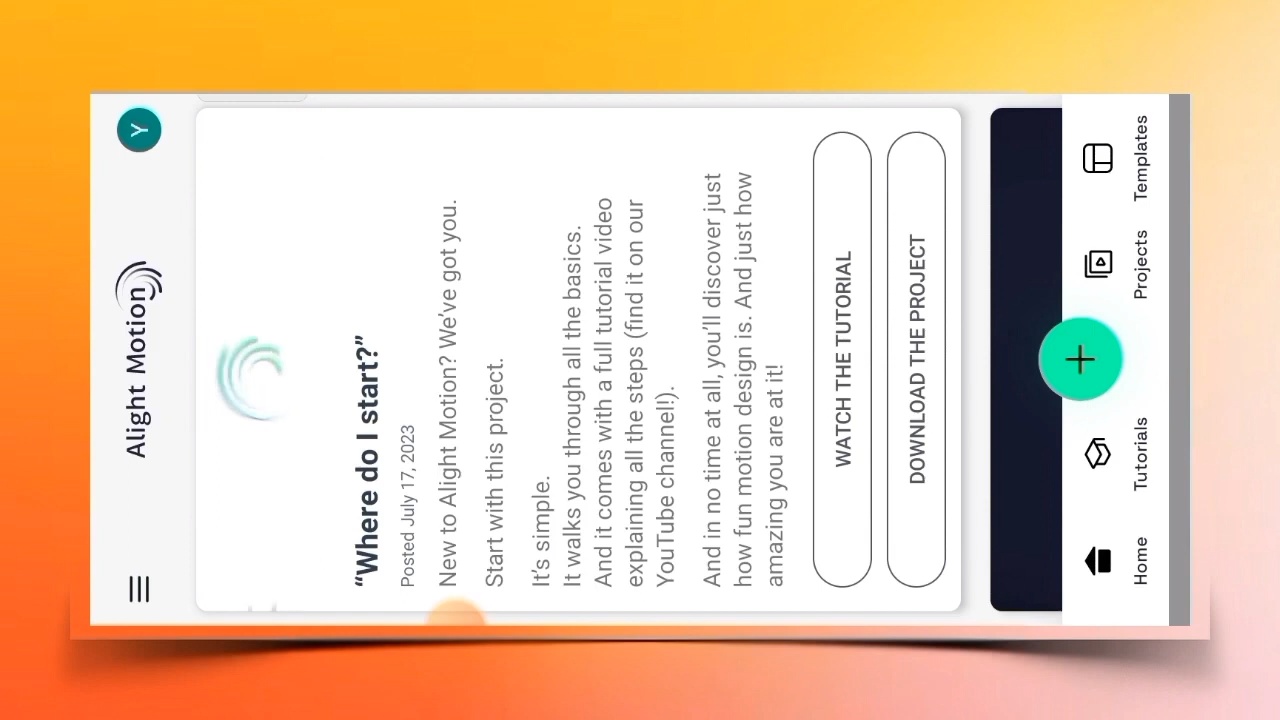 Alight Motion
Y
“Where do I start?”
Posted July 17, 2023
New to Alight Motion? We’ve got you.
Start with this project.
It’s simple.
It walks you through all the basics.
And it comes with a full tutorial video
explaining all the steps (find it on our
YouTube channel!).
And in no time at all, you’ll discover just
how fun motion design is. And just how
amazing you are at it!
WATCH THE TUTORIAL
DOWNLOAD THE PROJECT
Home
Tutorials
Projects
Templates